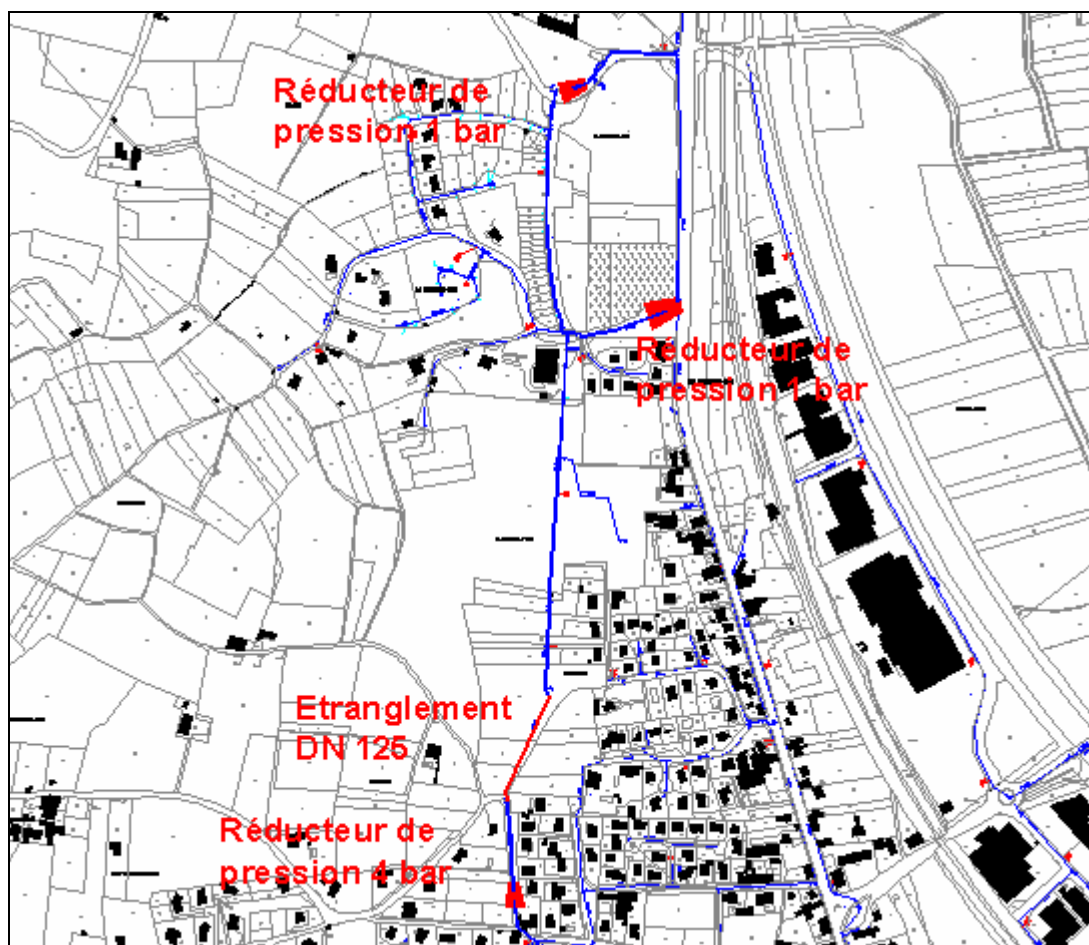 Réducteur de
pression 1 bar
Réducteur de
pression 1 bar
Etranglement
DN 125
Réducteur de
pression 4 bar